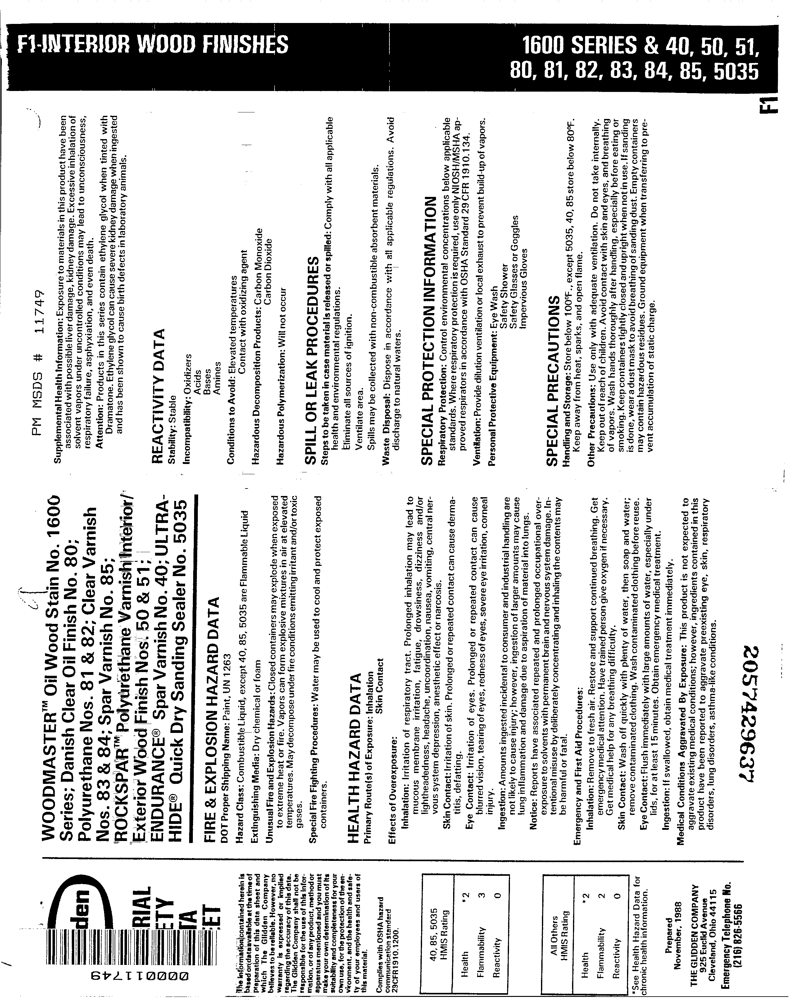 F1-INTERIOR WOOD FINISHES
1600 SERIES & 40, 50, 51,
80, 81, 82, 83, 84, 85, 5035
F1
PM MSDS # 11749
Supplemental Health Information: Exposure to materials in this product have been
associated with possible liver damage, kidney damage. Excessive inhalation of
solvent vapors under uncontrolled conditions may lead to unconsciousness,
respiratory failure, asphyxiation, and even death.
Attention: Products in this series contain ethylene glycol when tinted with
Dramatone. Ethylene glycol can cause severe kidney damage when ingested
and has been shown to cause birth defects in laboratory animals.
REACTIVITY DATA
Stability: Stable
Incompatibility: Oxidizers
Acids
Bases
Amines
Conditions to Avoid: Elevated temperatures
Contact with oxidizing agent
Hazardous Decomposition Products: Carbon Monoxide
Carbon Dioxide
Hazardous Polymerization: Will not occur
SPILL OR LEAK PROCEDURES
Steps to be taken in case material is released or spilled: Comply with all applicable
health and environmental regulations.
Eliminate all sources of ignition.
Ventilate area.
Spills may be collected with non-combustible absorbent materials.
Waste Disposal: Dispose in accordance with all applicable regulations. Avoid
discharge to natural waters.
SPECIAL PROTECTION INFORMATION
Respiratory Protection: Control environmental concentrations below applicable
standards. Where respiratory protection is required, use only NIOSH/MSHA ap-
proved respirators in accordance with OSHA Standard 29 CFR 1910.134.
Ventilation: Provide dilution ventilation or local exhaust to prevent build-up of vapors.
Personal Protective Equipment: Eye Wash
Safety Shower
Safety Glasses or Goggles
Impervious Gloves
SPECIAL PRECAUTIONS
Handling and Storage: Store below 100°F., except 5035, 40, 85 store below 80°F.
Keep away from heat, sparks, and open flame.
Other Precautions: Use only with adequate ventilation. Do not take internally.
Keep out of reach of children. Avoid contact with skin and eyes, and breathing
of vapors. Wash hands thoroughly after handling, especially before eating or
smoking. Keep containers tightly closed and upright when not in use. If sanding
is done, wear a dust mask to avoid breathing of sanding dust. Empty containers
may contain hazardous residues. Ground equipment when transferring to pre-
vent accumulation of static charge.
WOODMASTER™ Oil Wood Stain No. 1600
Series; Danish Clear Oil Finish No. 80;
Polyurethane Nos. 81 & 82; Clear Varnish
Nos. 83 & 84; Spar Varnish No. 85;
ROCKSPAR™ Polyurethane Varnish Interior/
Exterior Wood Finish Nos. 50 & 51;
ENDURANCE® Spar Varnish No. 40; ULTRA-
HIDE® Quick Dry Sanding Sealer No. 5035
FIRE & EXPLOSION HAZARD DATA
DOT Proper Shipping Name: Paint, UN 1263
Hazard Class: Combustible Liquid, except 40, 85, 5035 are Flammable Liquid
Extinguishing Media: Dry chemical or foam
Unusual Fire and Explosion Hazards: Closed containers may explode when exposed
to extreme heat or fire. Vapors can form explosive mixtures in air at elevated
temperatures. May decompose under fire conditions emitting irritant and/or toxic
gases.
Special Fire Fighting Procedures: Water may be used to cool and protect exposed
containers.
HEALTH HAZARD DATA
Primary Route(s) of Exposure: Inhalation
Skin Contact
Effects of Overexposure:
Inhalation: Irritation of respiratory tract. Prolonged inhalation may lead to
mucous membrane irritation, fatigue, drowsiness, dizziness and/or
lightheadedness, headache, uncoordination, nausea, vomiting, central ner-
vous system depression, anesthetic effect or narcosis.
Skin Contact: Irritation of skin. Prolonged or repeated contact can cause derma-
titis, defatting.
Eye Contact: Irritation of eyes. Prolonged or repeated contact can cause
blurred vision, tearing of eyes, redness of eyes, severe eye irritation, corneal
injury.
Ingestion: Amounts ingested incidental to consumer and industrial handling are
not likely to cause injury; however, ingestion of larger amounts may cause
lung inflammation and damage due to aspiration of material into lungs.
Notice: Reports have associated repeated and prolonged occupational over-
exposure to solvents with permanent brain and nervous system damage. In-
tentional misuse by deliberately concentrating and inhaling the contents may
be harmful or fatal.
Emergency and First Aid Procedures:
Inhalation: Remove to fresh air. Restore and support continued breathing. Get
emergency medical attention. Have trained person give oxygen if necessary.
Get medical help for any breathing difficulty.
Skin Contact: Wash off quickly with plenty of water, then soap and water;
remove contaminated clothing. Wash contaminated clothing before reuse.
Eye Contact: Flush immediately with large amounts of water, especially under
lids, for at least 15 minutes. Obtain emergency medical treatment.
Ingestion: If swallowed, obtain medical treatment immediately.
Medical Conditions Aggravated By Exposure: This product is not expected to
aggravate existing medical conditions; however, ingredients contained in this
product have been reported to aggravate preexisting eye, skin, respiratory
disorders, lung disorders, asthma-like conditions.
2057429637
dden
RIAL
ETY
TA
ET
0000111749
The information contained herein is
based on data available at the time of
preparation of this data sheet and
which The Glidden Company
believes to be reliable. However, no
warranty is expressed or implied
regarding the accuracy of this data.
The Glidden Company shall not be
responsible for the use of this infor-
mation, or of any product, method or
apparatus mentioned and you must
make your own determination of its
suitability and completeness for your
own use, for the protection of the en-
vironment, and the health and safe-
ty of your employees and users of
this material.
Complies with OSHA hazard
communication standard
29CFR1910.1200.
40, 85, 5035
HMIS Rating
Health *2
Flammability 3
Reactivity 0
All Others
HMIS Rating
Health *2
Flammability 2
Reactivity 0
*See Health Hazard Data for
chronic health information.
Prepared
November, 1988
THE GLIDDEN COMPANY
925 Euclid Avenue
Cleveland, Ohio 44115
Emergency Telephone No.
(216) 826-5566